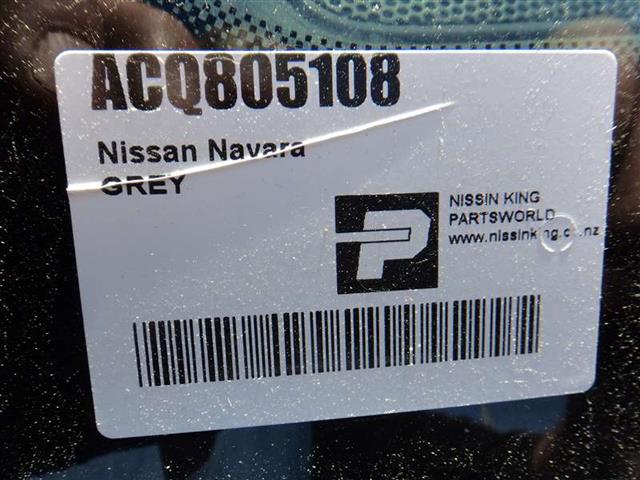 ACQ805108
Nissan Navara
GREY
NISSIN KING
PARTSWORLD
www.nissinking.co.nz